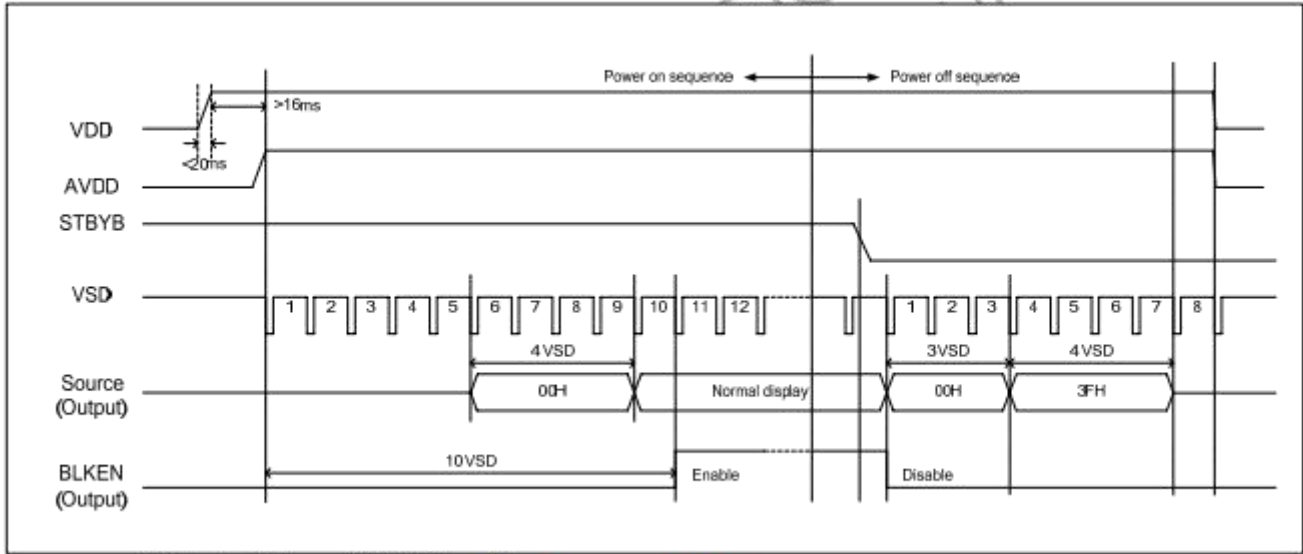 Power on sequence
Power off sequence
VDD
>16ms
<20ms
AVDD
STBYB
VSD
1 2 3 4 5 6 7 8 9 10 11 12 1 2 3 4 5 6 7 8
4VSD
3VSD
4VSD
Source
(Output)
00H
Normal display
00H
3FH
BLKEN
(Output)
10VSD
Enable
Disable